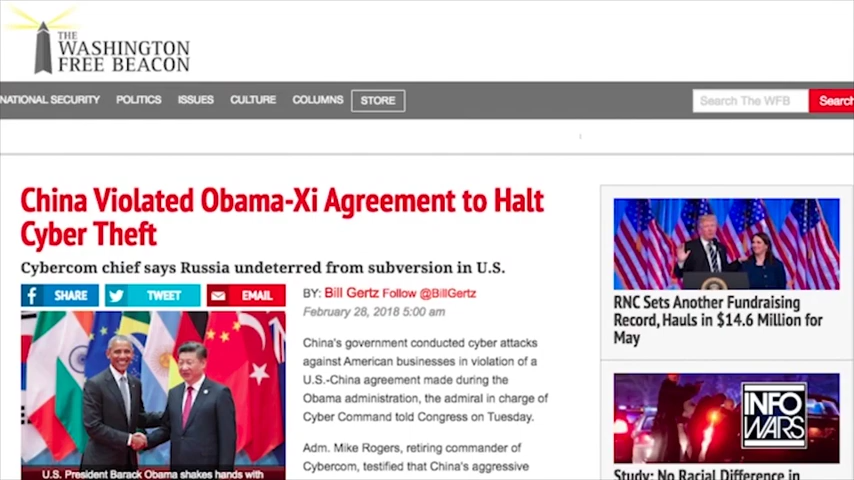 THE
WASHINGTON
FREE BEACON
NATIONAL SECURITY POLITICS ISSUES CULTURE COLUMNS STORE
Search The WFB Search
China Violated Obama-Xi Agreement to Halt
Cyber Theft
Cybercom chief says Russia undeterred from subversion in U.S.
SHARE TWEET EMAIL
BY: Bill Gertz Follow @BillGertz
February 28, 2018 5:00 am
China's government conducted cyber attacks
against American businesses in violation of a
U.S.-China agreement made during the
Obama administration, the admiral in charge of
Cyber Command told Congress on Tuesday.
Adm. Mike Rogers, retiring commander of
Cybercom, testified that China's aggressive
U.S. President Barack Obama shakes hands with
RNC Sets Another Fundraising
Record, Hauls in $14.6 Million for
May
INFO
WARS
Study: No Racial Difference in